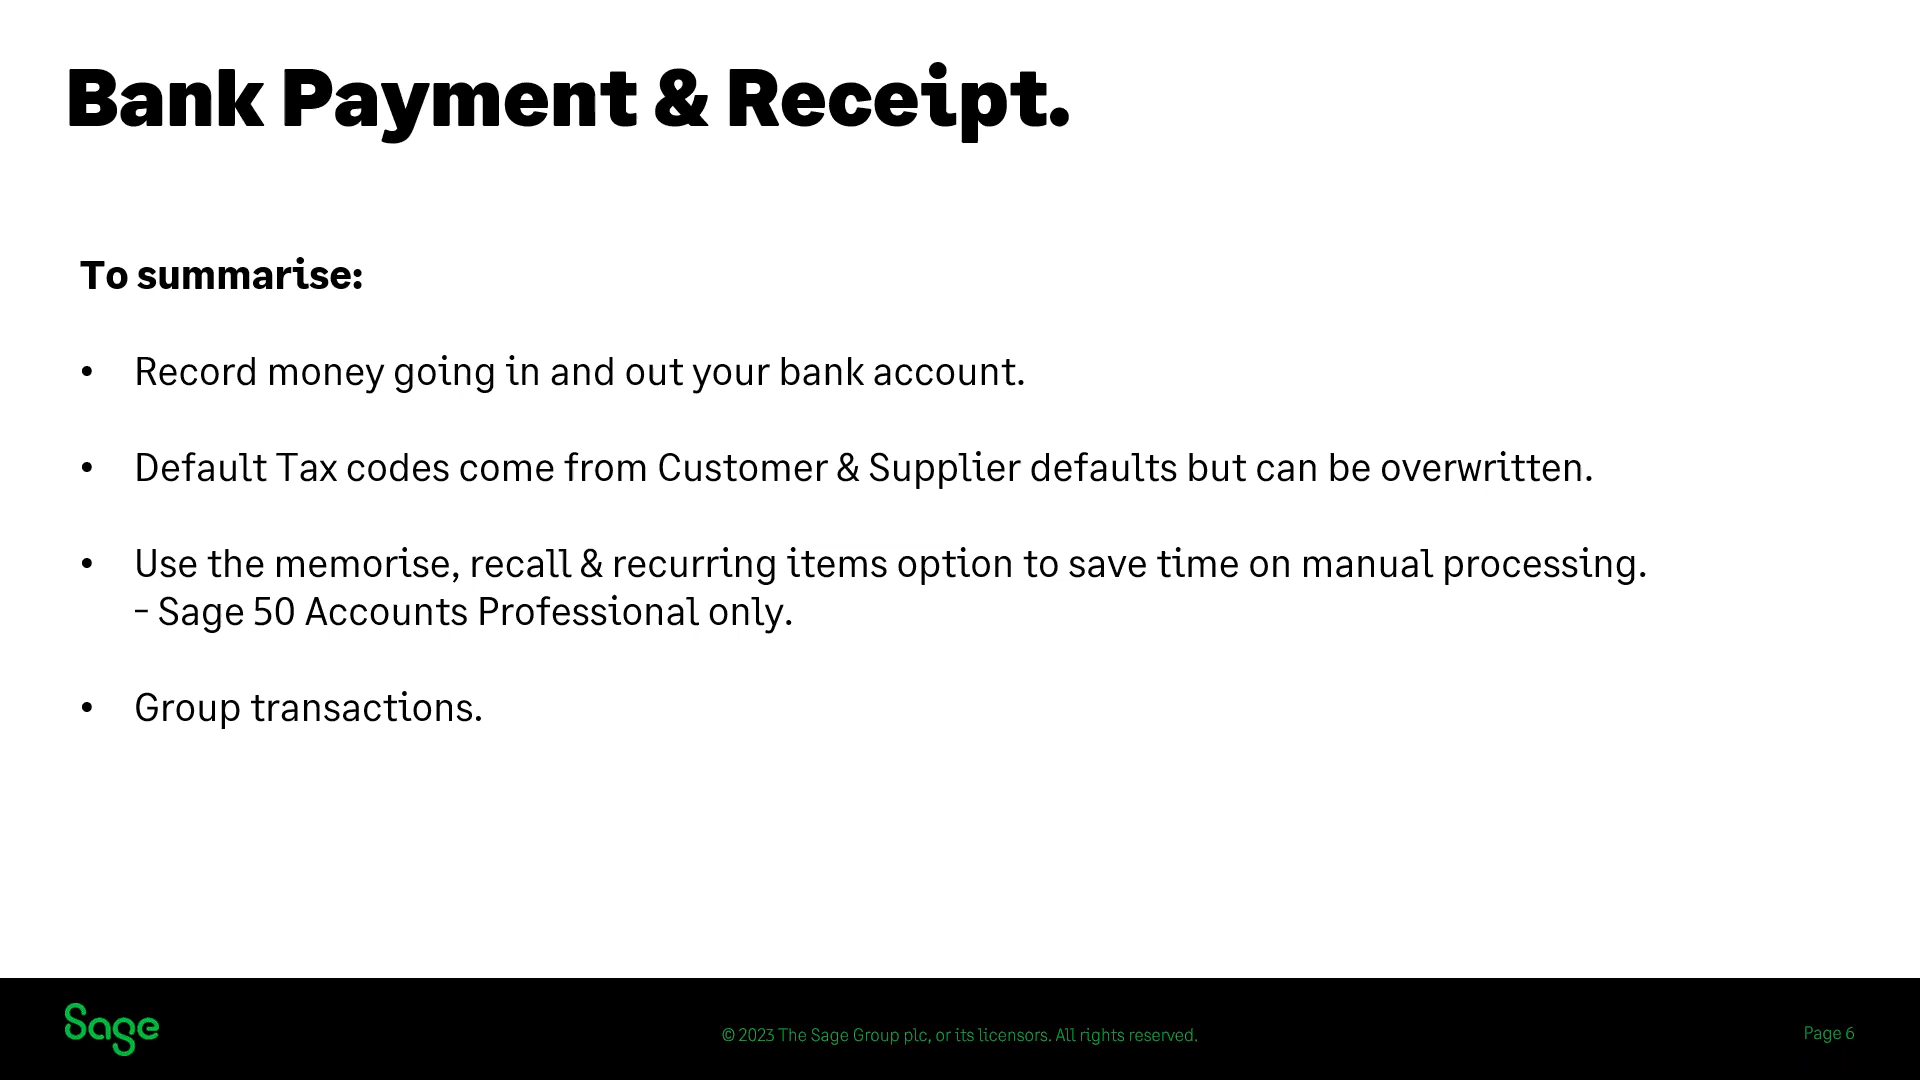 Bank Payment & Receipt.
To summarise:
• Record money going in and out your bank account.
• Default Tax codes come from Customer & Supplier defaults but can be overwritten.
• Use the memorise, recall & recurring items option to save time on manual processing.
- Sage 50 Accounts Professional only.
• Group transactions.
Sage
© 2023 The Sage Group plc, or its licensors. All rights reserved.
Page 6